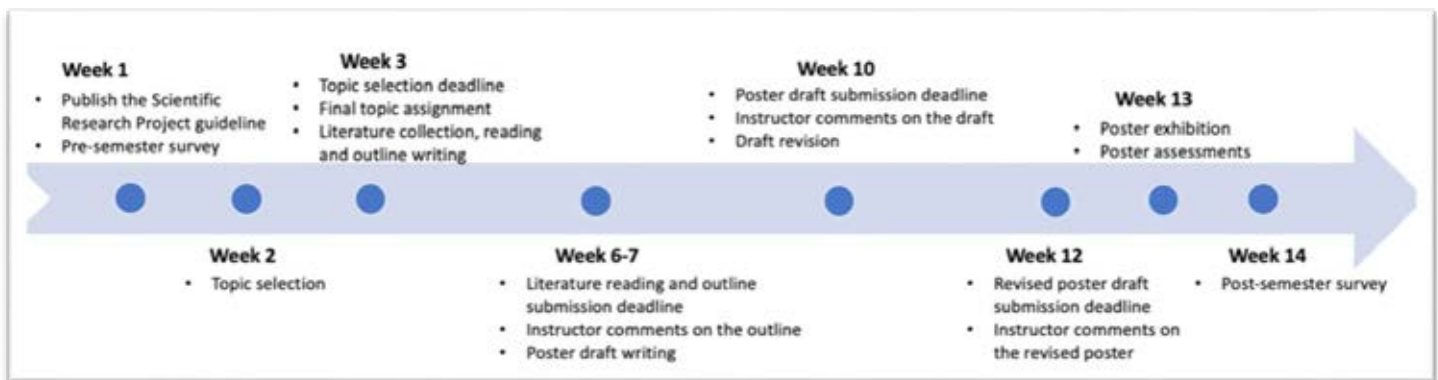 Week 1
• Publish the Scientific
Research Project guideline
• Pre-semester survey
Week 2
• Topic selection
Week 3
• Topic selection deadline
• Final topic assignment
• Literature collection, reading
and outline writing
Week 6-7
• Literature reading and outline
submission deadline
• Instructor comments on the outline
• Poster draft writing
Week 10
• Poster draft submission deadline
• Instructor comments on the draft
• Draft revision
Week 12
• Revised poster draft
submission deadline
• Instructor comments on
the revised poster
Week 13
• Poster exhibition
• Poster assessments
Week 14
• Post-semester survey